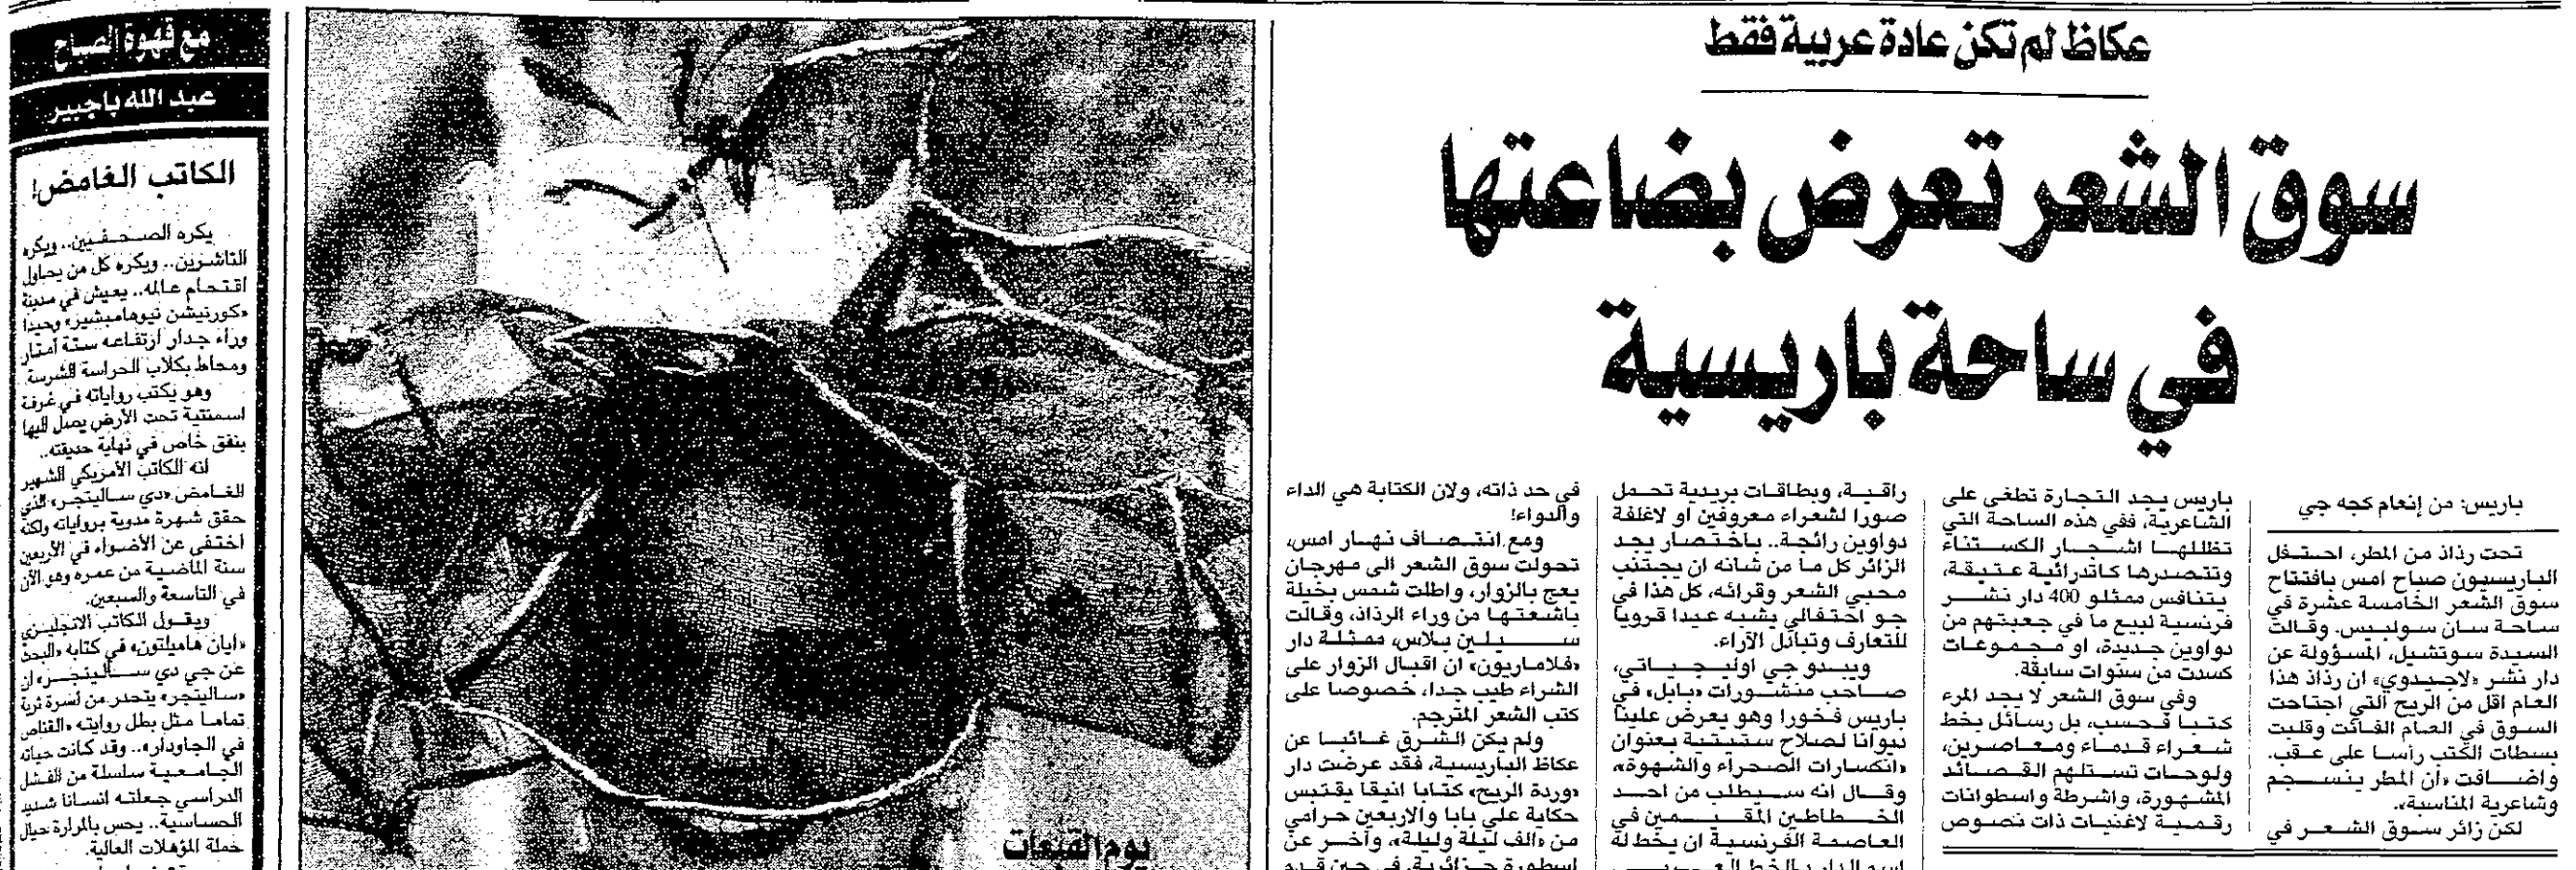 عكاظ لم تكن عادة عربية فقط
سوق الشعر تعرض بضاعتها
في ساحة باريسية
باريس: من إنعام كجه جي
تحت رذاذ من المطر، احتفل
الباريسيون صباح امس بافتتاح
سوق الشعر الخامسة عشرة في
ساحة سان سولبيس. وقالت
السيدة سوتشيل، المسؤولة عن
دار نشر «لاجيدوي» ان رذاذ هذا
العام اقل من الريح التي اجتاحت
السوق في العام الفائت وقلبت
بسطات الكتب رأسا على عقب.
واضافت «ان المطر ينسجم
وشاعرية المناسبة».
لكن زائر سوق الشعر في
باريس يجد التجارة تطغى على
الشاعرية، ففي هذه الساحة التي
تظللها اشجار الكستناء
وتتصدرها كاتدرائية عتيقة،
يتنافس ممثلو 400 دار نشر
فرنسية لبيع ما في جعبتهم من
دواوين جديدة، او مجموعات
كسدت من سنوات سابقة.
وفي سوق الشعر لا يجد المرء
كتبا فحسب، بل رسائل بخط
شعراء قدماء ومعاصرين،
ولوحات تستلهم القصائد
المشهورة، واشرطة واسطوانات
رقمية لاغنيات ذات نصوص
راقية، وبطاقات بريدية تحمل
صورا لشعراء معروفين او لاغلفة
دواوين رائجة.. باختصار يجد
الزائر كل ما من شانه ان يجتذب
محبي الشعر وقرائه، كل هذا في
جو احتفالي يشبه عيدا قرويا
للتعارف وتبادل الآراء.
ويبدو جي اوليجياتي،
صاحب منشورات «بابل» في
باريس فخورا وهو يعرض علينا
ديوانا لصلاح ستيتية بعنوان
«انكسارات الصحراء والشهوة»،
وقال انه سيطلب من احد
الخطاطين المقيمين في
العاصمة الفرنسية ان يخط له
اسم الدار بالخط العربي
في حد ذاته، ولان الكتابة هي الداء
والدواء!
ومع انتصاف نهار امس،
تحولت سوق الشعر الى مهرجان
يعج بالزوار، واطلت شمس بخيلة
باشعتها من وراء الرذاذ، وقالت
سيلين بلاس، ممثلة دار
«فلاماريون» ان اقبال الزوار على
الشراء طيب جدا، خصوصا على
كتب الشعر المترجم.
ولم يكن الشرق غائبا عن
عكاظ الباريسية، فقد عرضت دار
«وردة الريح» كتابا انيقا يقتبس
حكاية علي بابا والاربعين حرامي
من «الف ليلة وليلة»، وآخر عن
اسطورة جزائرية، في حين قدم
يوم القبعات
مع قهوة الصباح
عبد الله باجبير
الكاتب الغامض!
يكره الصحفيين.. ويكره
الناشرين.. ويكره كل من يحاول
اقتحام عالمه.. يعيش في مدينة
«كورنيشن نيوهامبشير» وحيدا
وراء جدار ارتفاعه ستة امتار
ومحاط بكلاب الحراسة الشرسة
وهو يكتب رواياته في غرفة
اسمنتية تحت الأرض يصل إليها
بنفق خاص في نهاية حديقته..
انه الكاتب الأمريكي الشهير
الغامض «دي سالينجر» الذي
حقق شهرة مدوية برواياته ولكنه
اختفى عن الأضواء في الأربعين
سنة الماضية من عمره وهو الآن
في التاسعة والسبعين.
ويقول الكاتب الانجليزي
«ايان هاميلتون» في كتابه «البحث
عن جي دي سالينجر» ان
«سالينجر» يتحدر من أسرة ثرية
تماما مثل بطل روايته «القناص
في الجاودار».. وقد كانت حياته
الجامعية سلسلة من الفشل
الدراسي جعلته انسانا شديد
الحساسية.. يحس بالمرارة حيال
حملة المؤهلات العالية.